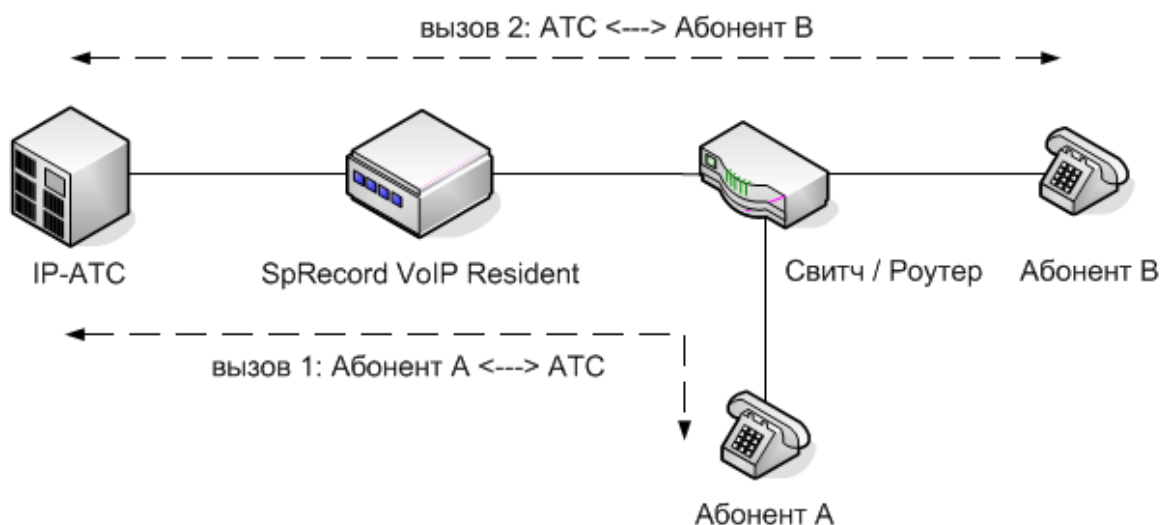 вызов 2: АТС <---> Абонент В
IP-АТС
SpRecord VoIP Resident
Свитч / Роутер
Абонент В
вызов 1: Абонент А <---> АТС
Абонент А